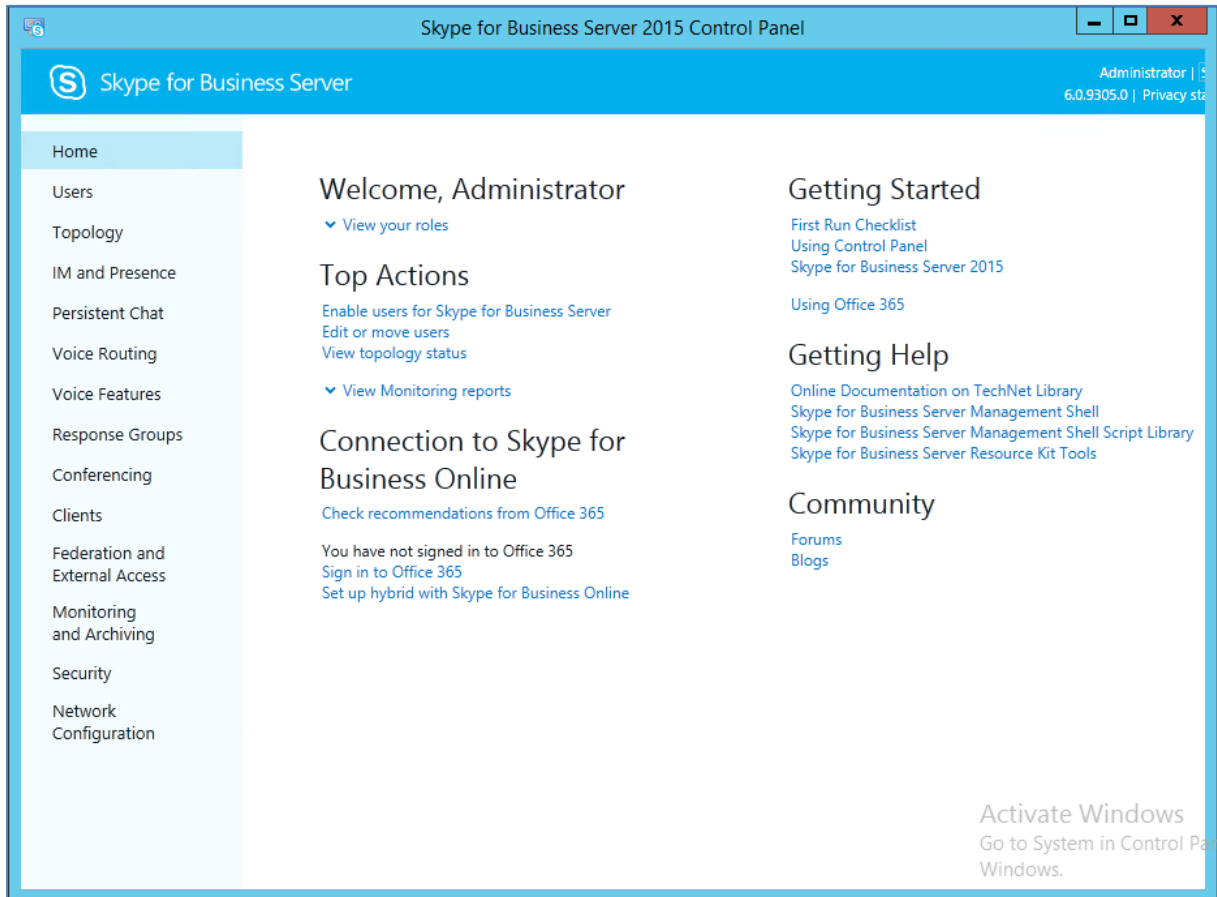 Skype for Business Server 2015 Control Panel
Skype for Business Server
Administrator |
6.0.9305.0 | Privacy
Home
Users
Topology
IM and Presence
Persistent Chat
Voice Routing
Voice Features
Response Groups
Conferencing
Clients
Federation and
External Access
Monitoring
and Archiving
Security
Network
Configuration
Welcome, Administrator
View your roles
Top Actions
Enable users for Skype for Business Server
Edit or move users
View topology status
View Monitoring reports
Connection to Skype for
Business Online
Check recommendations from Office 365
You have not signed in to Office 365
Sign in to Office 365
Set up hybrid with Skype for Business Online
Getting Started
First Run Checklist
Using Control Panel
Skype for Business Server 2015
Using Office 365
Getting Help
Online Documentation on TechNet Library
Skype for Business Server Management Shell
Skype for Business Server Management Shell Script Library
Skype for Business Server Resource Kit Tools
Community
Forums
Blogs
Activate Windows
Go to System in Control
Windows.